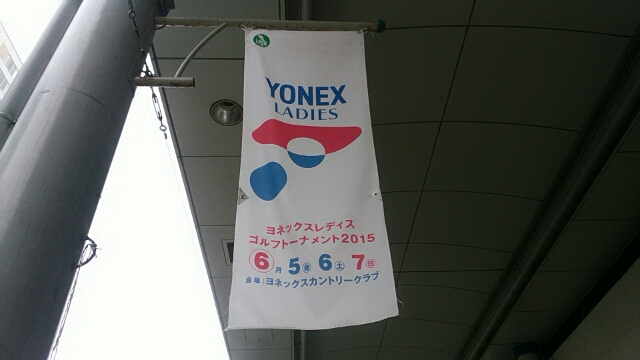 YONEX
LADIES
ヨネックスレディス
ゴルフトーナメント2015
6月5金6土7日
会場:ヨネックスカントリークラブ